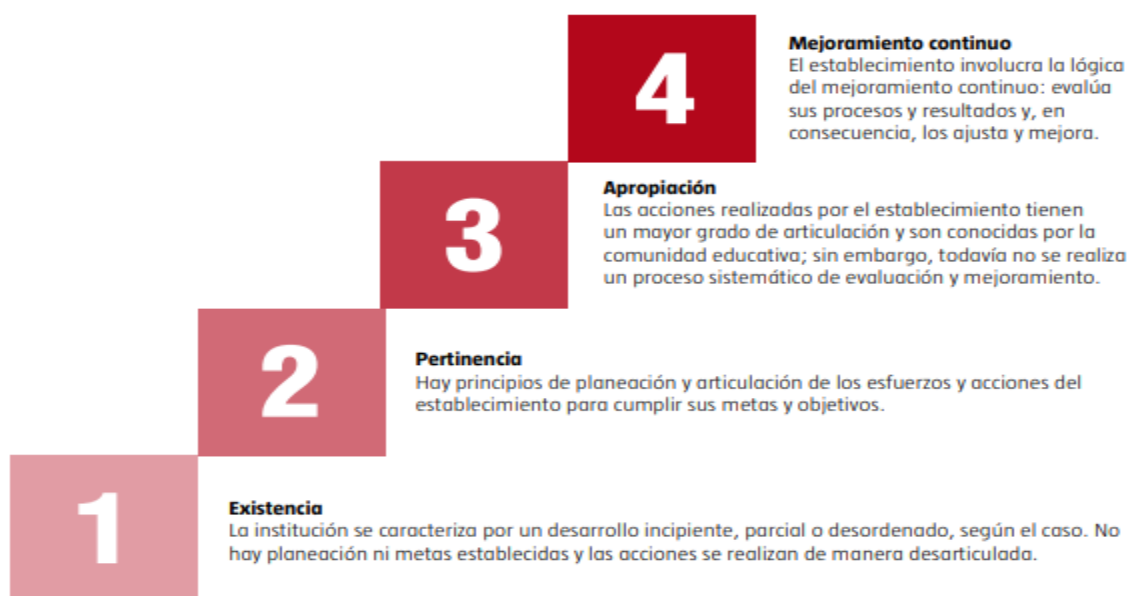 4
Mejoramiento continuo
El establecimiento involucra la lógica
del mejoramiento continuo: evalúa
sus procesos y resultados y, en
consecuencia, los ajusta y mejora.
3
Apropiación
Las acciones realizadas por el establecimiento tienen
un mayor grado de articulación y son conocidas por la
comunidad educativa; sin embargo, todavía no se realiza
un proceso sistemático de evaluación y mejoramiento.
2
Pertinencia
Hay principios de planeación y articulación de los esfuerzos y acciones del
establecimiento para cumplir sus metas y objetivos.
1
Existencia
La institución se caracteriza por un desarrollo incipiente, parcial o desordenado, según el caso. No
hay planeación ni metas establecidas y las acciones se realizan de manera desarticulada.